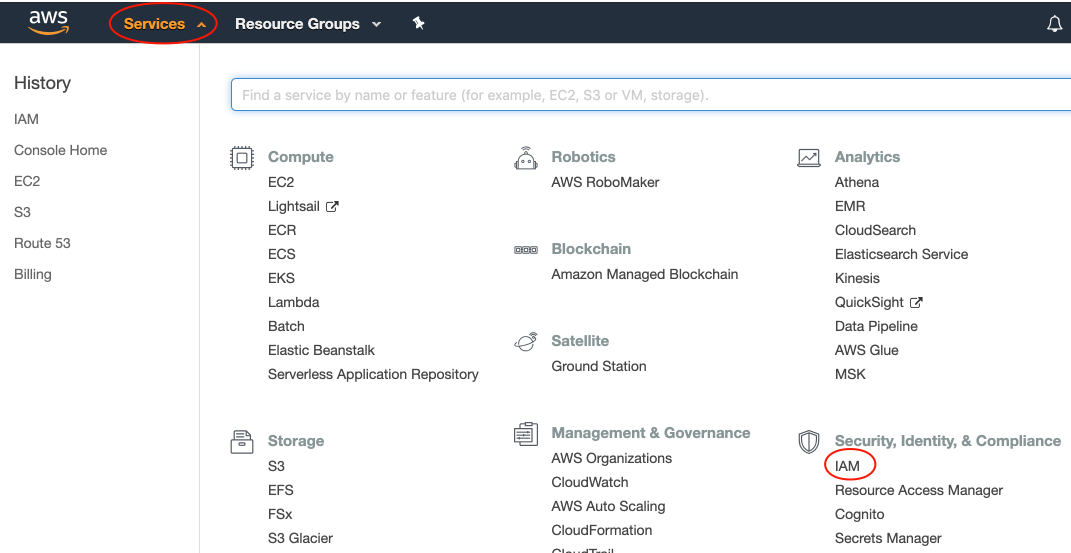 aws Services Resource Groups
History
IAM
Console Home
EC2
S3
Route 53
Billing
Find a service by name or feature (for example, EC2, S3 or VM, storage).
Compute
EC2
Lightsail
ECR
ECS
EKS
Lambda
Batch
Elastic Beanstalk
Serverless Application Repository
Storage
S3
EFS
FSx
S3 Glacier
Robotics
AWS RoboMaker
Blockchain
Amazon Managed Blockchain
Satellite
Ground Station
Management & Governance
AWS Organizations
CloudWatch
AWS Auto Scaling
CloudFormation
CloudTrail
Analytics
Athena
EMR
CloudSearch
Elasticsearch Service
Kinesis
QuickSight
Data Pipeline
AWS Glue
MSK
Security, Identity, & Compliance
IAM
Resource Access Manager
Cognito
Secrets Manager